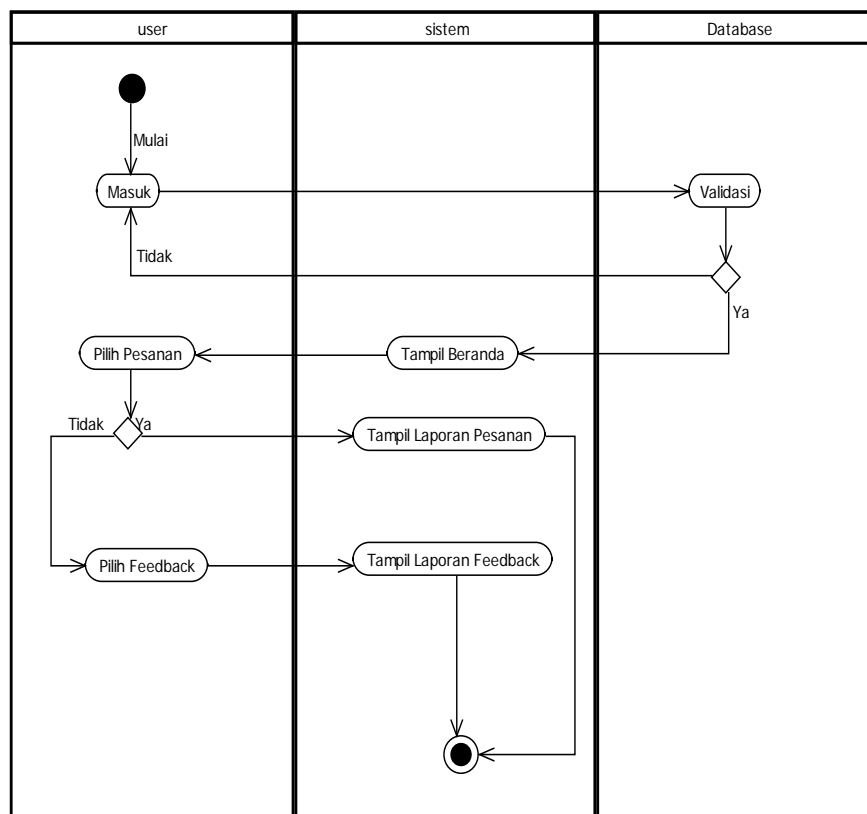 user
sistem
Database
Mulai
Masuk
Validasi
Tidak
Ya
Pilih Pesanan
Tampil Beranda
Tidak
Ya
Tampil Laporan Pesanan
Pilih Feedback
Tampil Laporan Feedback